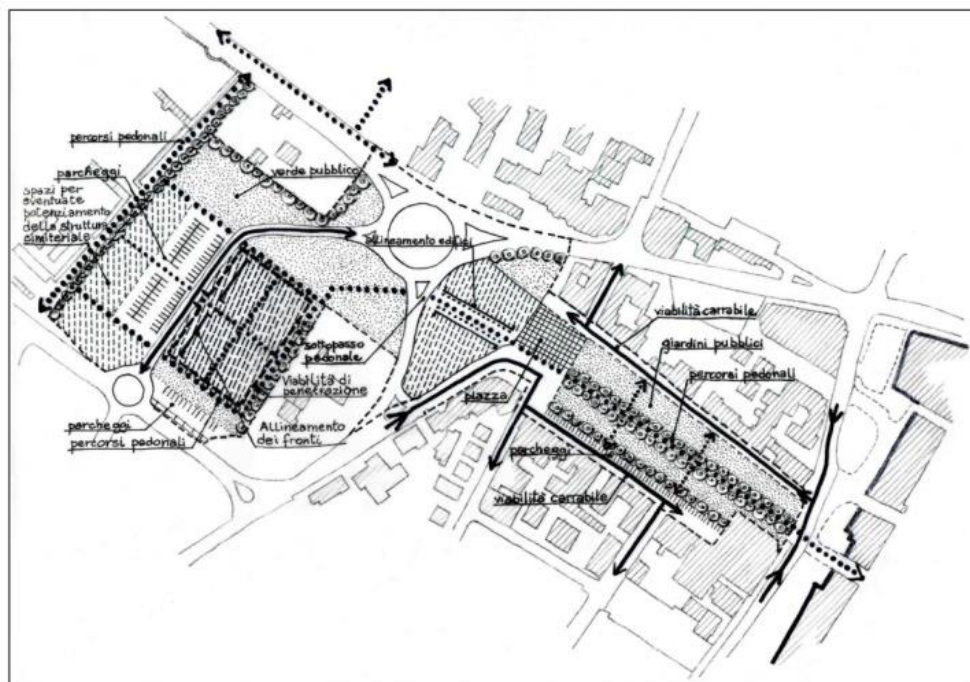 percorsi pedonali
parcheggi
spazi per
eventuale
potenziamento
della struttura
cimiteriale
verde pubblico
allineamento edifici
viabilità carrabile
giardini pubblici
percorsi pedonali
sottopasso
pedonale
Viabilità di
penetrazione
piazza
parcheggi
percorsi pedonali
Allineamento
dei fronti
parcheggi
viabilità carrabile